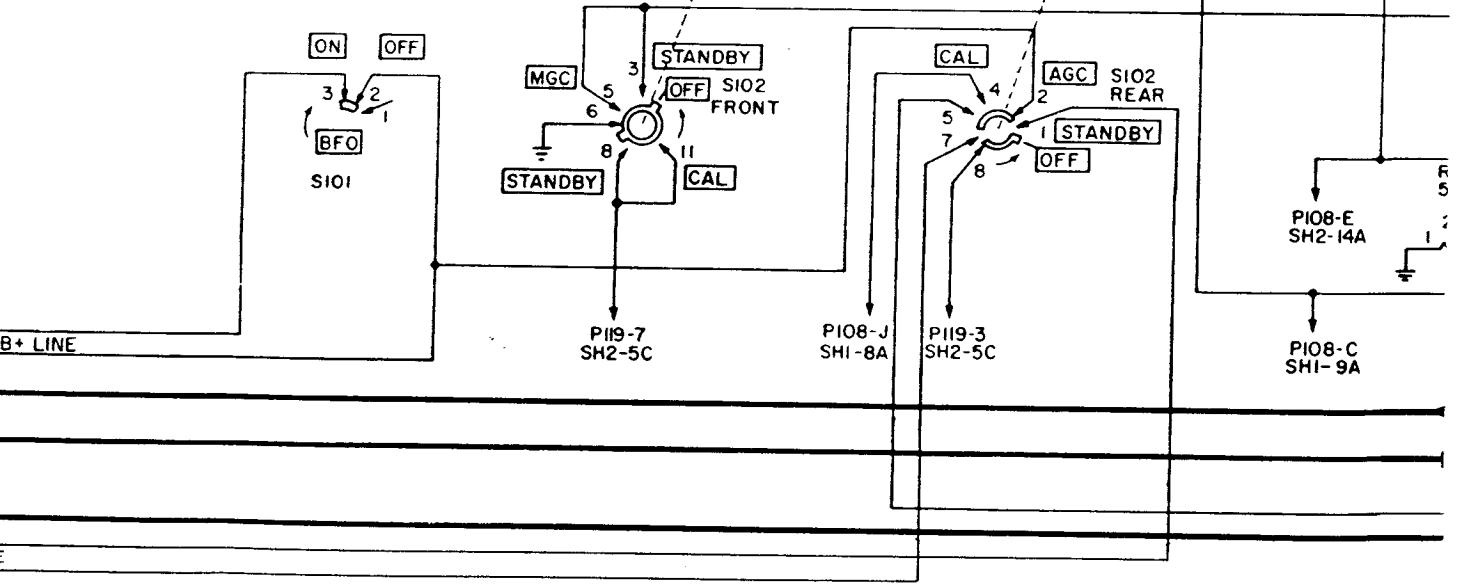 ON
OFF
3
2
1
BFO
S101
B+ LINE
MGC
3
STANDBY
OFF
S102
FRONT
5
6
8
11
STANDBY
CAL
P119-7
SH2-5C
CAL
AGC
S102
REAR
4
2
5
1
STANDBY
7
OFF
8
P108-J
SH1-8A
P119-3
SH2-5C
P108-E
SH2-14A
R
5
2
1
P108-C
SH1-9A
E